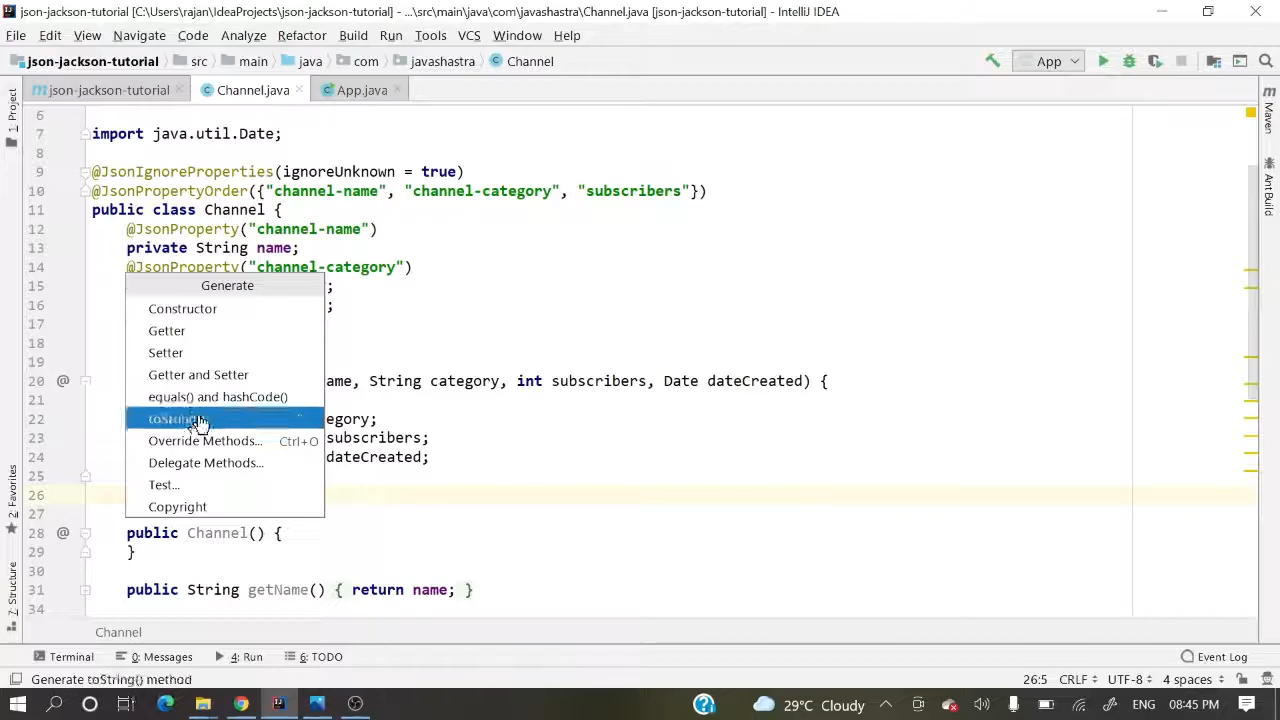 json-jackson-tutorial [C:\Users\rajan\IdeaProjects\json-jackson-tutorial] - ...\src\main\java\com\javashastra\Channel.java [json-jackson-tutorial] - IntelliJ IDEA
File Edit View Navigate Code Analyze Refactor Build Run Tools VCS Window Help
json-jackson-tutorial src main java com javashastra Channel App
json-jackson-tutorial Channel.java App.java
1: Project
Maven
Ant Build
2: Favorites
7: Structure
6
7 import java.util.Date;
8
9 @JsonIgnoreProperties(ignoreUnknown = true)
10 @JsonPropertyOrder({"channel-name", "channel-category", "subscribers"})
11 public class Channel {
12 @JsonProperty("channel-name")
13 private String name;
14 @JsonProperty("channel-category")
15 ;
16 ;
17
18
19
20 @ ame, String category, int subscribers, Date dateCreated) {
21
22 egory;
23 subscribers;
24 dateCreated;
25
26
27
28 @ public Channel() {
29 }
30
31 public String getName() { return name; }
34
Generate
Constructor
Getter
Setter
Getter and Setter
equals() and hashCode()
Override Methods... Ctrl+O
Delegate Methods...
Test...
Copyright
Channel
Terminal 0: Messages 4: Run 6: TODO Event Log
Generate toString() method 26:5 CRLF UTF-8 4 spaces
29°C Cloudy ENG 08:45 PM